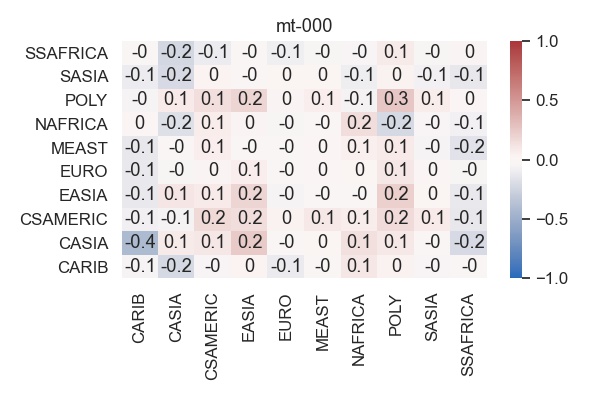 mt-000
SSAFRICA -0 -0.2 -0.1 -0 -0.1 -0 -0 0.1 -0 0
SASIA -0.1 -0.2 0 -0 0 0 -0.1 0 -0.1 -0.1
POLY -0 0.1 0.1 0.2 0 0.1 -0.1 0.3 0.1 0
NAFRICA 0 -0.2 0.1 0 -0 -0 0.2 -0.2 -0 -0.1
MEAST -0.1 -0 0.1 -0 -0 0 0.1 0.1 -0 -0.2
EURO -0.1 -0 0 0.1 -0 0 0 0.1 0 -0
EASIA -0.1 0.1 0.1 0.2 -0 -0 -0 0.2 0 -0.1
CSAMERIC -0.1 -0.1 0.2 0.2 0 0.1 0.1 0.2 0.1 -0.1
CASIA -0.4 0.1 0.1 0.2 -0 0 0.1 0.1 -0 -0.2
CARIB -0.1 -0.2 -0 0 -0.1 -0 0.1 0 -0 -0
CARIB CASIA CSAMERIC EASIA EURO MEAST NAFRICA POLY SASIA SSAFRICA
1.0
0.5
0.0
−0.5
−1.0